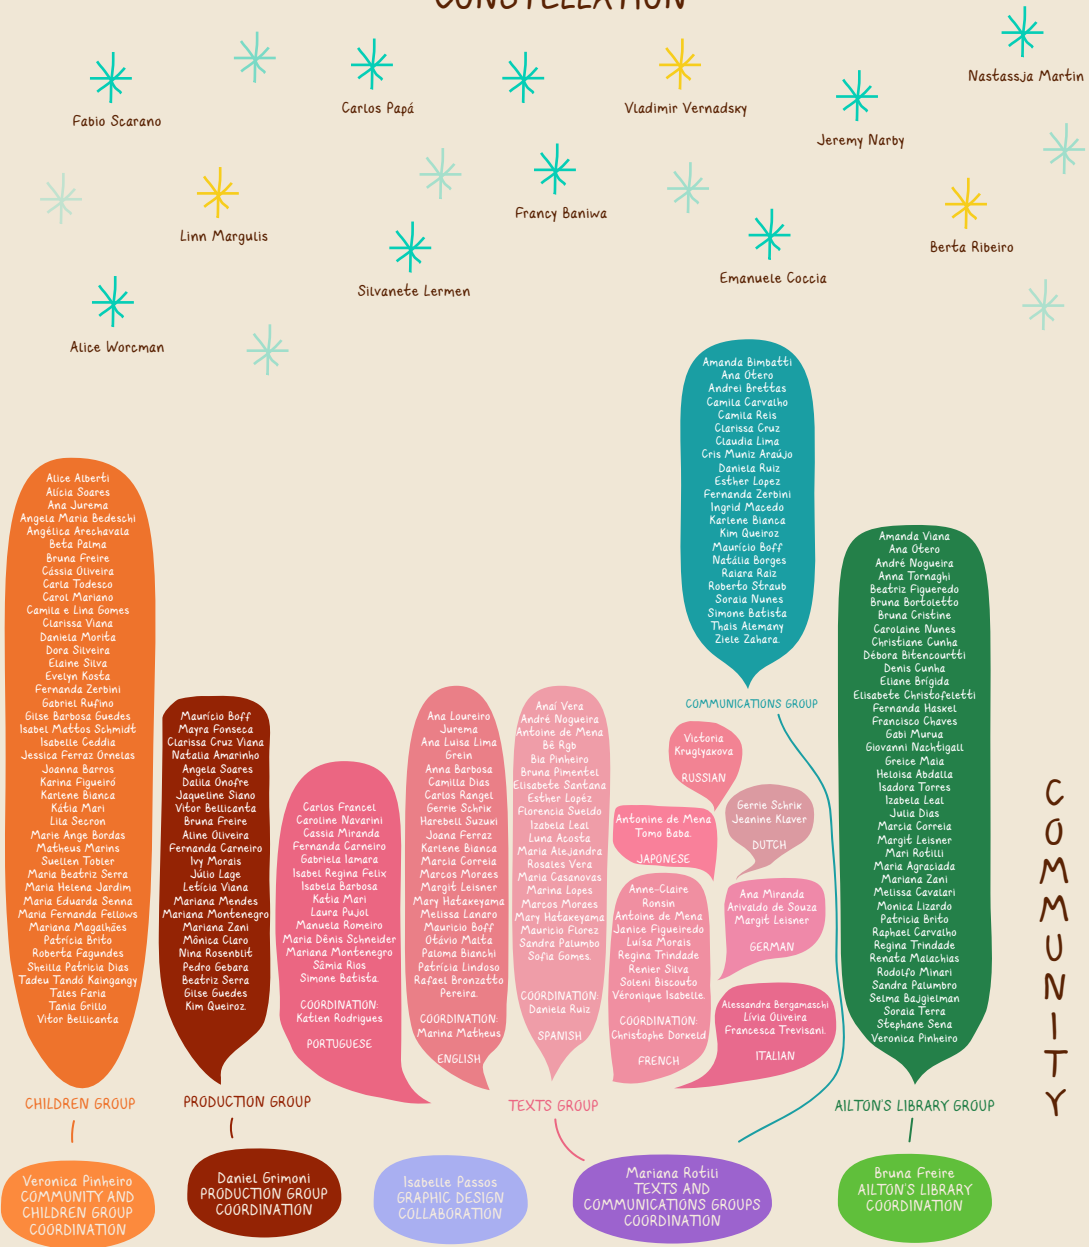 CONSTELLATION
Nastassja Martin
Fabio Scarano
Carlos Papá
Vladimir Vernadsky
Jeremy Narby
Linn Margulis
Francy Baniwa
Berta Ribeiro
Silvanete Lermen
Emanuele Coccia
Alice Worcman
Amanda Bimbatti
Ana Otero
Andrei Brettas
Camila Carvalho
Camila Reis
Clarissa Cruz
Claudia Lima
Cris Muniz Araújo
Daniela Ruiz
Esther Lopez
Fernanda Zerbini
Ingrid Macedo
Karlene Bianca
Kim Queiroz
Maurício Boff
Natália Borges
Raiara Raiz
Roberto Straub
Soraia Nunes
Simone Batista
Thais Alemany
Ziele Zahara.
COMMUNICATIONS GROUP
Alice Alberti
Alícia Soares
Ana Jurema
Angela Maria Bedeschi
Angélica Arechavala
Beta Palma
Bruna Freire
Cássia Oliveira
Carla Todesco
Carol Mariano
Camila e Lina Gomes
Clarissa Viana
Daniela Morita
Dora Silveira
Elaine Silva
Evelyn Kosta
Fernanda Zerbini
Gabriel Rufino
Gilse Barbosa Guedes
Isabel Mattos Schmidt
Isabelle Ceddia
Jessica Ferraz Ornelas
Joanna Barros
Karina Figueiró
Karlene Bianca
Kátia Mari
Lila Secron
Marie Ange Bordas
Matheus Marins
Suellen Tobler
Maria Beatriz Serra
Maria Helena Jardim
Maria Eduarda Senna
Maria Fernanda Fellows
Mariana Magalhães
Patrícia Brito
Roberta Fagundes
Sheilla Patricia Dias
Tadeu Tandó Kaingangy
Tales Faria
Tania Grillo
Vitor Bellicanta
CHILDREN GROUP
Maurício Boff
Mayra Fonseca
Clarissa Cruz Viana
Natalia Amarinho
Angela Soares
Dalila Onofre
Jaqueline Siano
Vitor Bellicanta
Bruna Freire
Aline Oliveira
Fernanda Carneiro
Ivy Morais
Júlio Lage
Letícia Viana
Mariana Mendes
Mariana Montenegro
Mariana Zani
Mônica Claro
Nina Rosenblit
Pedro Gebara
Beatriz Serra
Gilse Guedes
Kim Queiroz.
PRODUCTION GROUP
Carlos Francel
Caroline Navarini
Cassia Miranda
Fernanda Carneiro
Gabriela Iamara
Isabel Regina Felix
Isabela Barbosa
Katia Mari
Laura Pujol
Manuela Romeiro
Maria Dênis Schneider
Mariana Montenegro
Sâmia Rios
Simone Batista.
COORDINATION:
Katlen Rodrigues
PORTUGUESE
Ana Loureiro
Jurema
Ana Luisa Lima
Grein
Anna Barbosa
Camilla Dias
Carlos Rangel
Gerrie Schrik
Harebell Suzuki
Joana Ferraz
Karlene Bianca
Marcia Correia
Marcos Moraes
Margit Leisner
Mary Hatakeyama
Melissa Lanaro
Mauricio Boff
Otávio Malta
Paloma Bianchi
Patrícia Lindoso
Rafael Bronzatto
Pereira.
COORDINATION:
Marina Matheus
ENGLISH
Anaí Vera
André Nogueira
Antoine de Mena
Bê Rgb
Bia Pinheiro
Bruna Pimentel
Elisabete Santana
Esther Lopéz
Florencia Sueldo
Izabela Leal
Luna Acosta
Maria Alejandra
Rosales Vera
Maria Casanovas
Marina Lopes
Marcos Moraes
Mary Hatakeyama
Mauricio Florez
Sandra Palumbo
Sofia Gomes.
COORDINATION:
Daniela Ruiz
SPANISH
Victoria
Kruglyakova
RUSSIAN
Antonine de Mena
Tomo Baba.
JAPONESE
Gerrie Schrik
Jeanine Klaver
DUTCH
Anne-Claire
Ronsin
Antoine de Mena
Janice Figueiredo
Luísa Morais
Regina Trindade
Renier Silva
Soleni Biscouto
Véronique Isabelle.
COORDINATION:
Christophe Dorkeld
FRENCH
Ana Miranda
Arivaldo de Souza
Margit Leisner
GERMAN
Alessandra Bergamaschi
Lívia Oliveira
Francesca Trevisani.
ITALIAN
TEXTS GROUP
Amanda Viana
Ana Otero
André Nogueira
Anna Tornaghi
Beatriz Figueredo
Bruna Bortoletto
Bruna Cristine
Carolaine Nunes
Christiane Cunha
Débora Bitencourtti
Denis Cunha
Eliane Brígida
Elisabete Christofeletti
Fernanda Haskel
Francisco Chaves
Gabi Murua
Giovanni Nachtigall
Greice Maia
Heloisa Abdalla
Isadora Torres
Izabela Leal
Julia Dias
Marcia Correia
Margit Leisner
Mari Rotilli
Maria Agraciada
Mariana Zani
Melissa Cavalari
Monica Lizardo
Patricia Brito
Raphael Carvalho
Regina Trindade
Renata Malachias
Rodolfo Minari
Sandra Palumbro
Selma Bajgielman
Soraia Terra
Stephane Sena
Veronica Pinheiro
AILTON'S LIBRARY GROUP
COMMUNITY
Veronica Pinheiro
COMMUNITY AND
CHILDREN GROUP
COORDINATION
Daniel Grimoni
PRODUCTION GROUP
COORDINATION
Isabelle Passos
GRAPHIC DESIGN
COLLABORATION
Mariana Rotili
TEXTS AND
COMMUNICATIONS GROUPS
COORDINATION
Bruna Freire
AILTON'S LIBRARY
COORDINATION